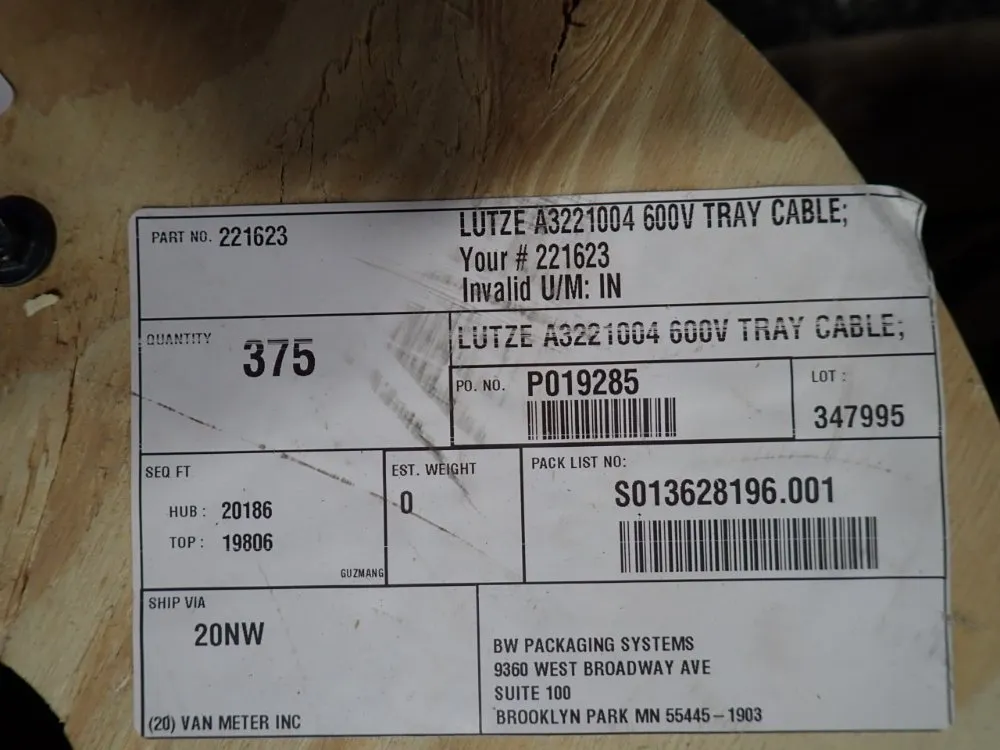 PART NO. 221623
LUTZE A3221004 600V TRAY CABLE;
Your # 221623
Invalid U/M: IN
QUANTITY 375
LUTZE A3221004 600V TRAY CABLE;
PO. NO. P019285
LOT :
347995
SEQ FT
HUB : 20186
TOP : 19806
GUZMANG
EST. WEIGHT
0
PACK LIST NO:
S013628196.001
SHIP VIA
20NW
(20) VAN METER INC
BW PACKAGING SYSTEMS
9360 WEST BROADWAY AVE
SUITE 100
BROOKLYN PARK MN 55445-1903